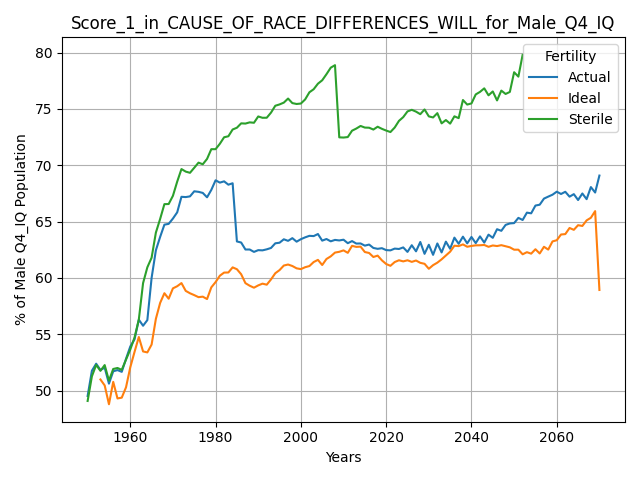 Score_1_in_CAUSE_OF_RACE_DIFFERENCES_WILL_for_Male_Q4_IQ
% of Male Q4_IQ Population
80
75
70
65
60
55
50
Fertility
Actual
Ideal
Sterile
1960 1980 2000 2020 2040 2060
Years